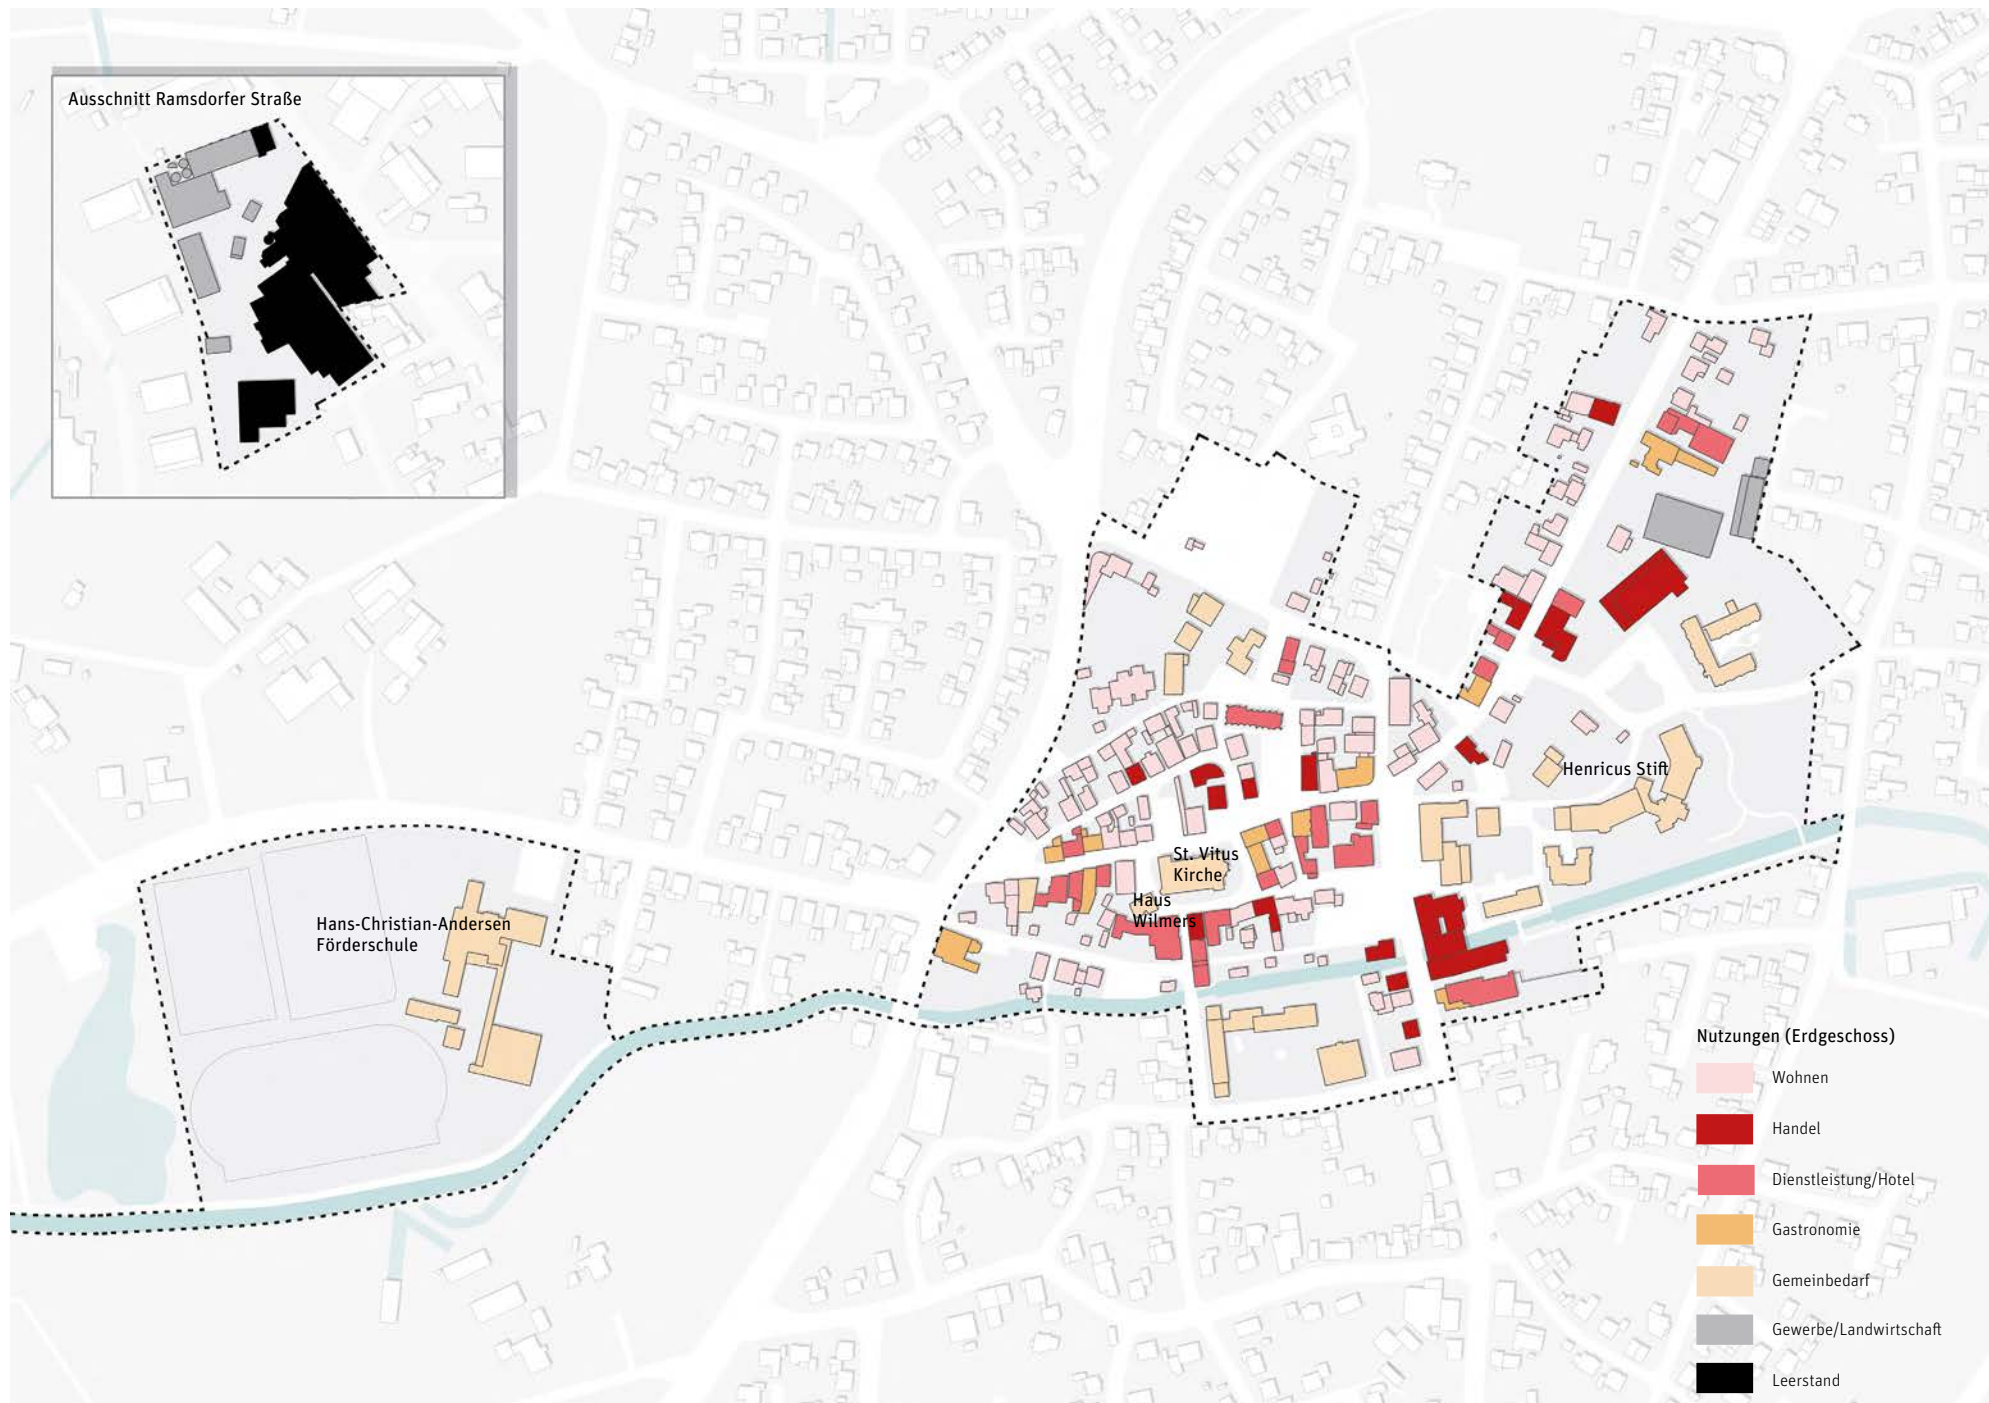 Ausschnitt Ramsdorfer Straße
Henricus Stift
St. Vitus
Kirche
Haus
Wilmers
Hans-Christian-Andersen
Förderschule
Nutzungen (Erdgeschoss)
Wohnen
Handel
Dienstleistung/Hotel
Gastronomie
Gemeinbedarf
Gewerbe/Landwirtschaft
Leerstand